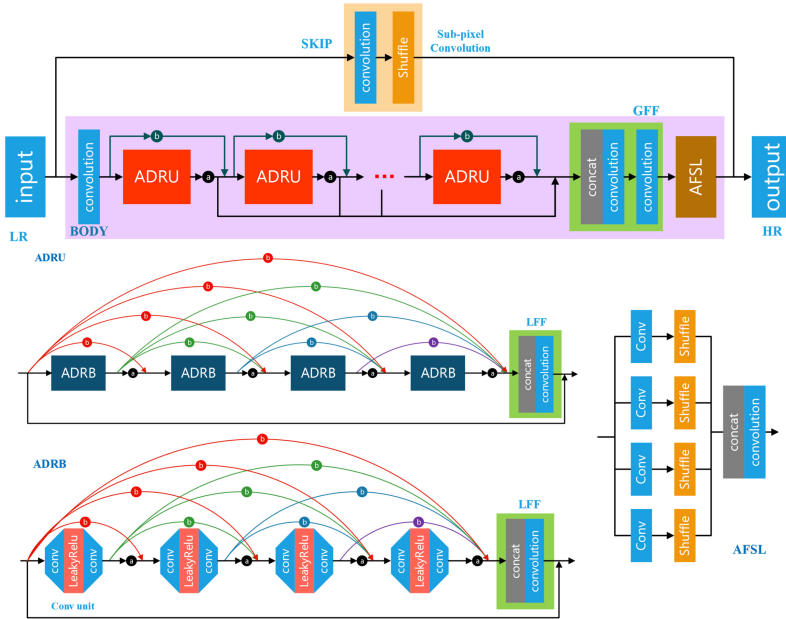 SKIP
convolution
Shuffle
Sub-pixel
Convolution
GFF
input
LR
convolution
b
ADRU
a
b
ADRU
a
...
b
ADRU
a
concat
convolution
convolution
AFSL
output
HR
BODY
ADRU
b
b
b
b
b
b
b
b
b
b
ADRB
a
ADRB
a
ADRB
a
ADRB
a
LFF
concat
convolution
ADRB
b
b
b
b
b
b
b
b
b
b
conv
LeakyRelu
conv
a
conv
LeakyRelu
conv
a
conv
LeakyRelu
conv
a
conv
LeakyRelu
conv
a
LFF
concat
convolution
Conv unit
Conv
Shuffle
Conv
Shuffle
Conv
Shuffle
Conv
Shuffle
concat
convolution
AFSL